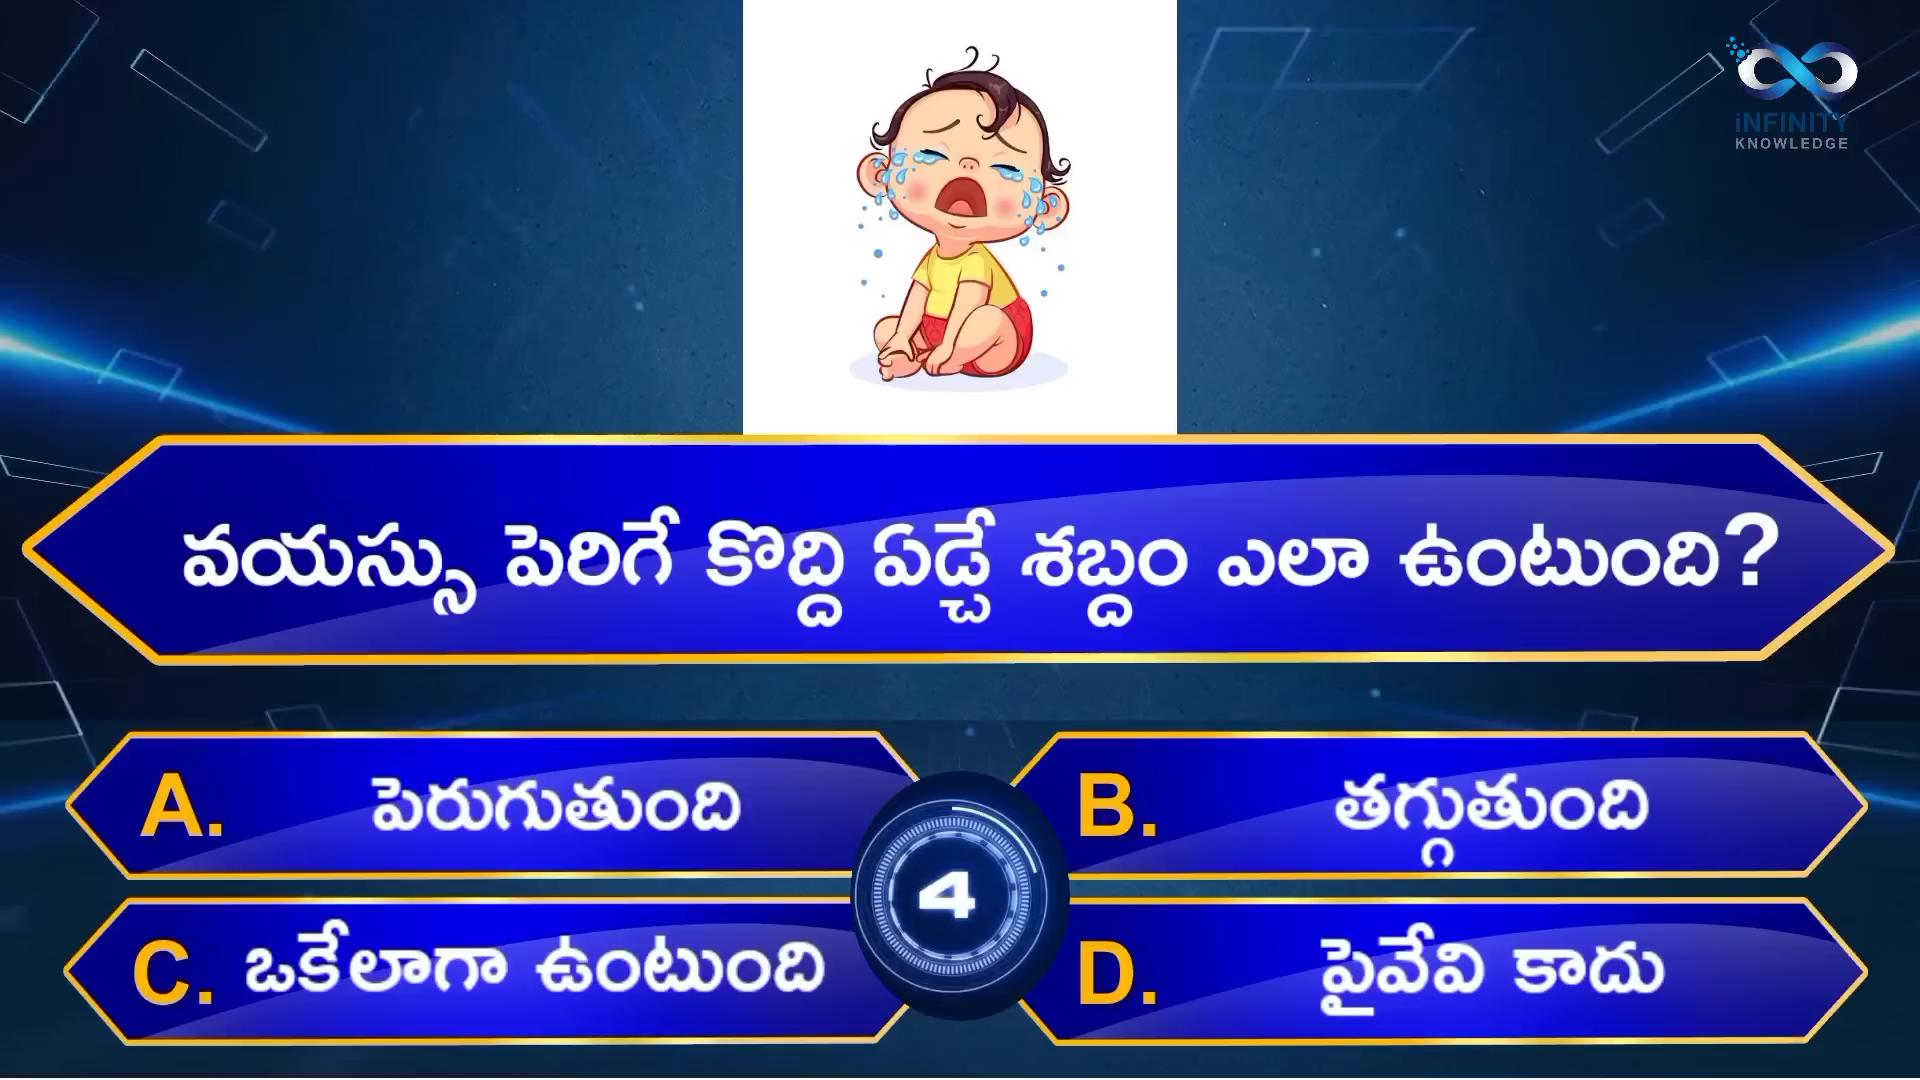 iNFINITY
KNOWLEDGE
వయస్సు పెరిగే కొద్ది ఏడ్చే శబ్దం ఎలా ఉంటుంది?
A. పెరుగుతుంది
B. తగ్గుతుంది
4
C. ఒకేలాగా ఉంటుంది
D. పైవేవి కాదు